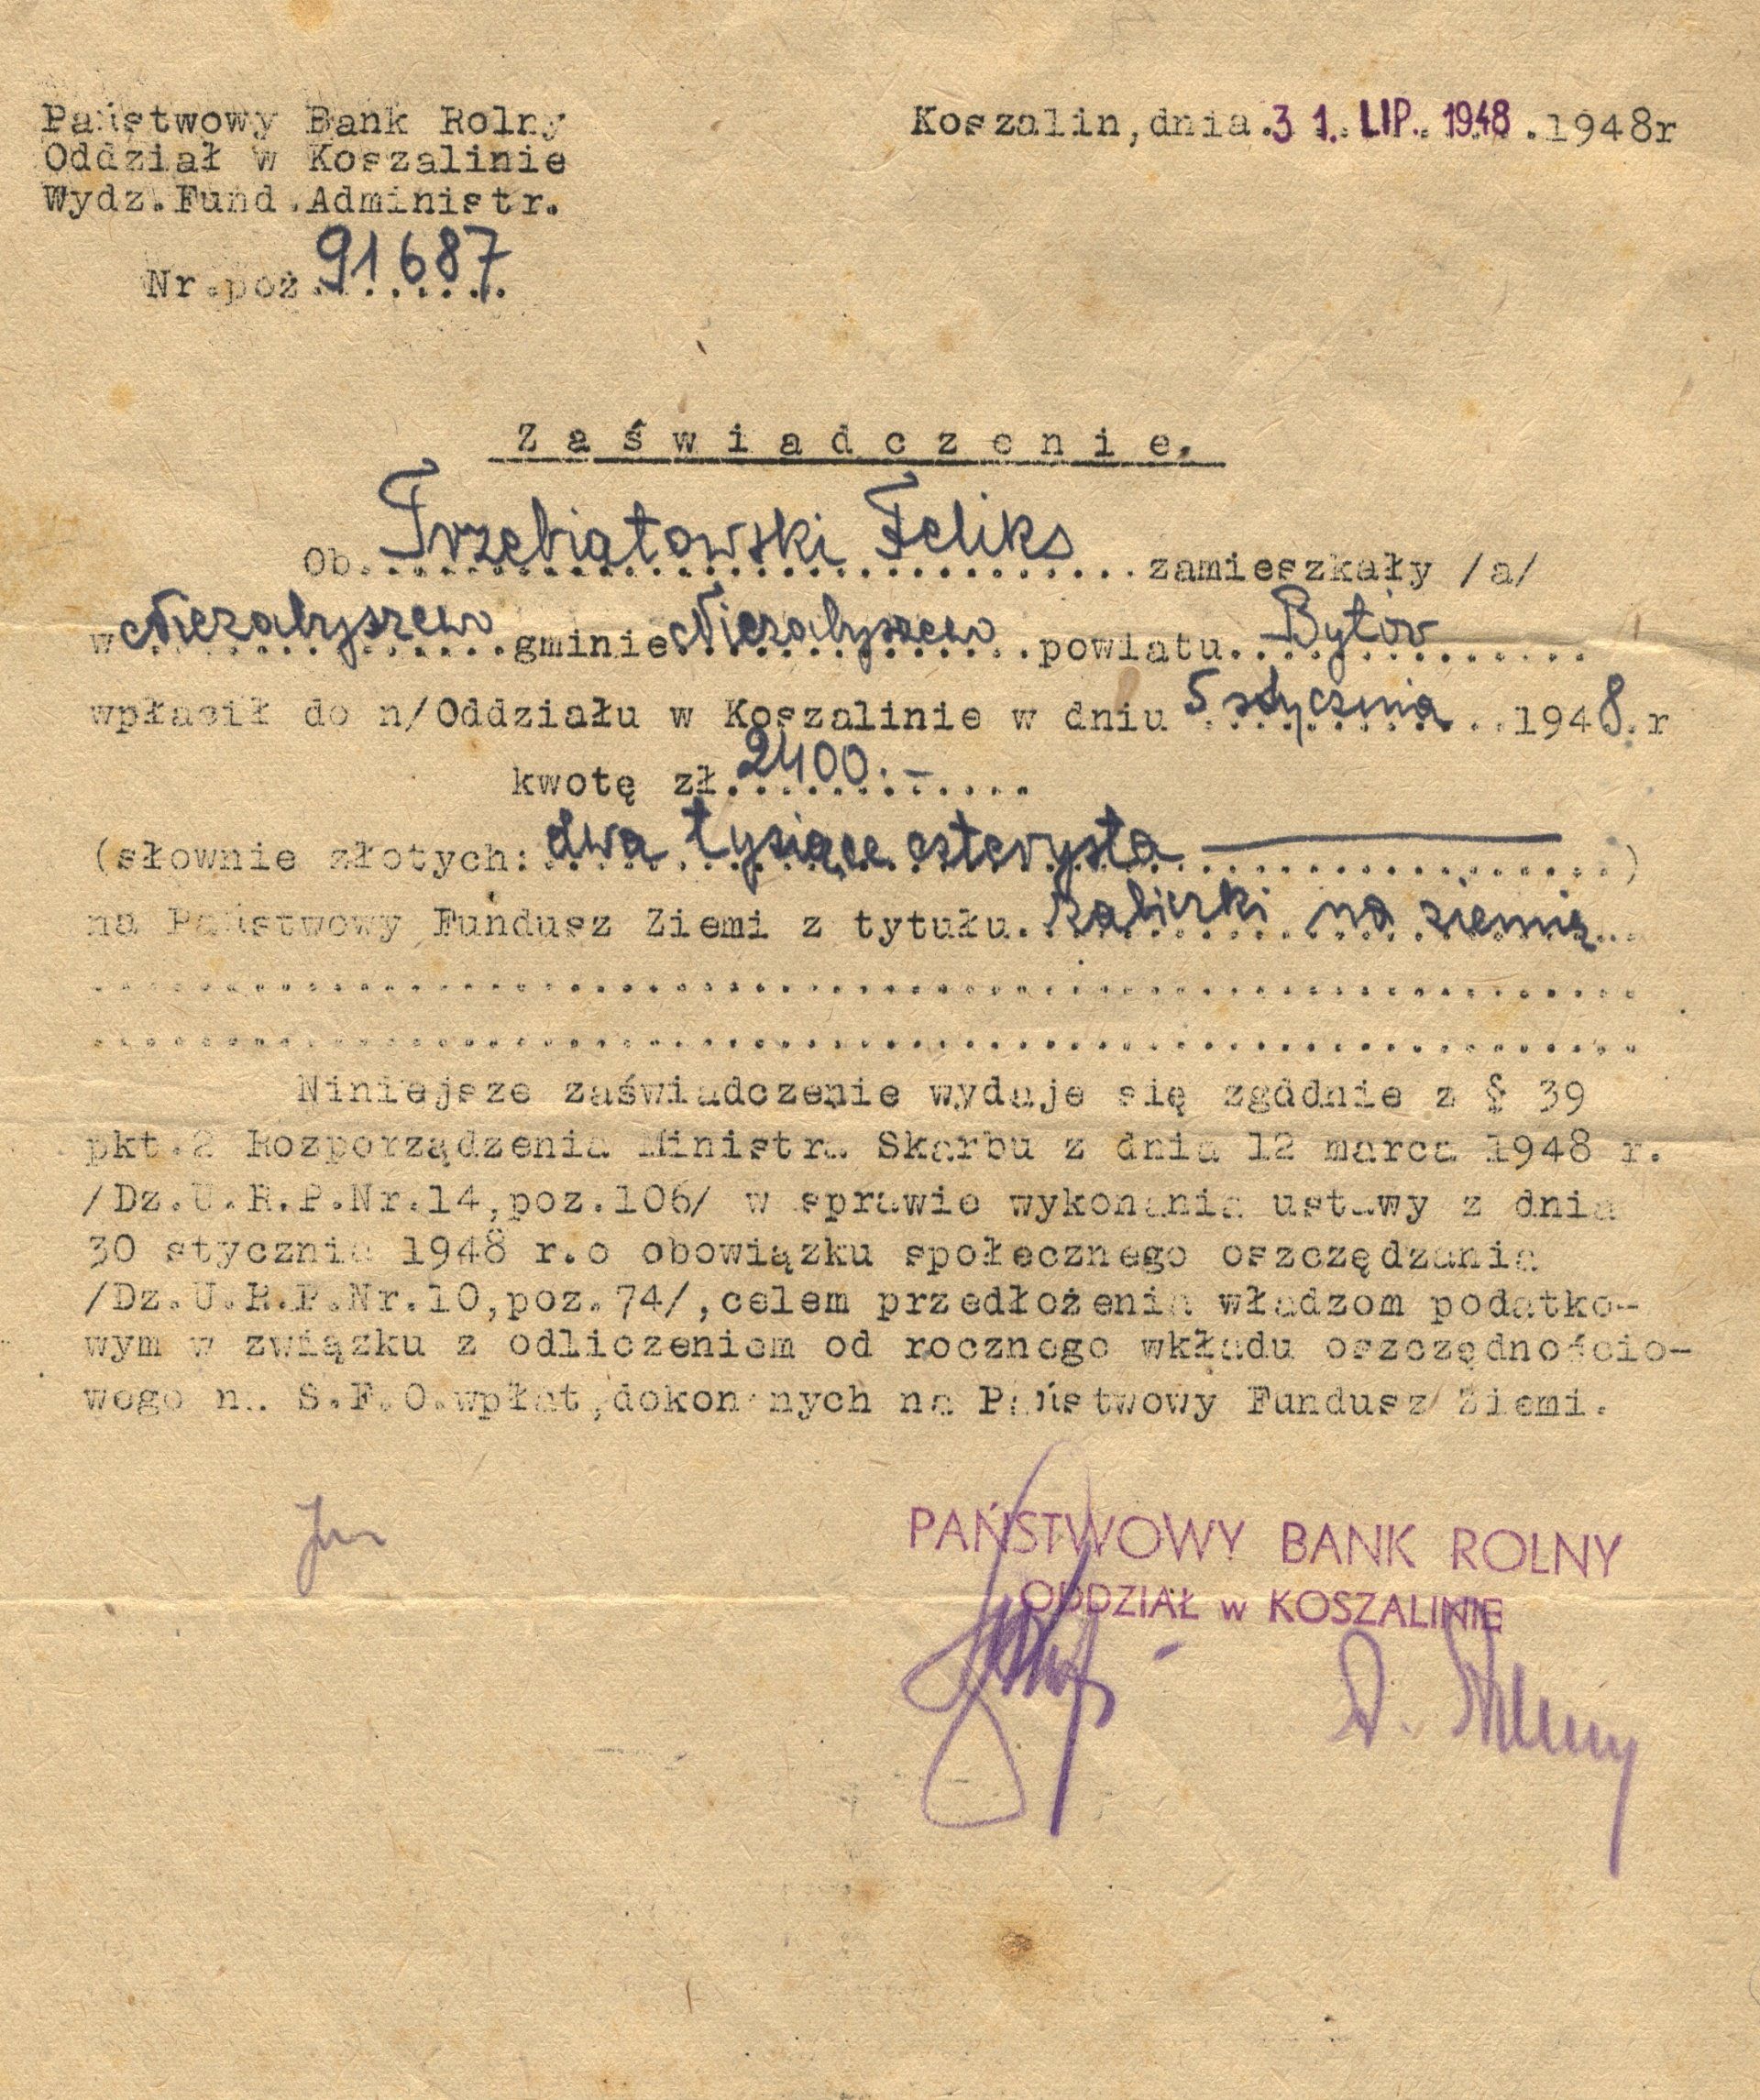 Państwowy Bank Rolny
Oddział w Koszalinie
Wydz.Fund.Administr.
Koszalin,dnia.31. LIP. 1948.1948r
Nr.poż.91687
Zaświadczenie.
Ob. Trzebiatowski Feliks zamieszkały /a/
w Niezabyszewo gminie Niezabyszewo powiatu Bytów
wpłacił do n/Oddziału w Koszalinie w dniu 5 stycznia 1948.r
kwotę zł. 2400.-
(słownie złotych: dwa tysiące czterysta)
na Państwowy Fundusz Ziemi z tytułu. zaliczki na ziemię
Niniejsze zaświadczenie wydaje się zgodnie z § 39
pkt.2 Rozporządzenia Ministra Skarbu z dnia 12 marca 1948 r.
/Dz.U.R.P.Nr.14,poz.106/ w sprawie wykonania ustawy z dnia
30 stycznia 1948 r.o obowiązku społecznego oszczędzania
/Dz.U.R.P.Nr.10,poz.74/,celem przedłożenia władzom podatko-
wym w związku z odliczeniem od rocznego wkładu oszczędnościo-
wego na S.F.O.wpłat,dokonanych na Państwowy Fundusz Ziemi.
PAŃSTWOWY BANK ROLNY
ODDZIAŁ w KOSZALINIE